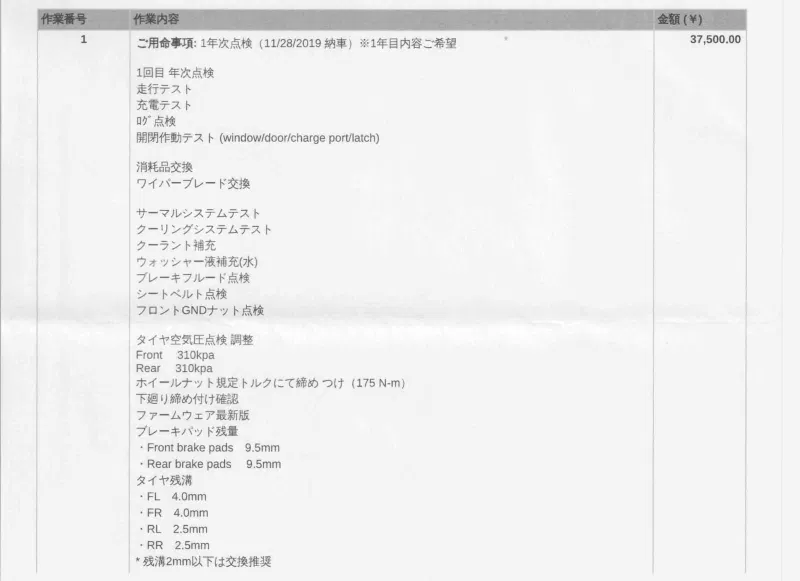 作業番号 作業内容 金額 (￥)
1 ご用命事項: 1年次点検（11/28/2019 納車）※1年目内容ご希望 37,500.00
1回目 年次点検
走行テスト
充電テスト
ﾛｸﾞ点検
開閉作動テスト (window/door/charge port/latch)
消耗品交換
ワイパーブレード交換
サーマルシステムテスト
クーリングシステムテスト
クーラント補充
ウォッシャー液補充(水)
ブレーキフルード点検
シートベルト点検
フロントGNDナット点検
タイヤ空気圧点検 調整
Front 310kpa
Rear 310kpa
ホイールナット規定トルクにて締め つけ（175 N-m）
下廻り締め付け確認
ファームウェア最新版
ブレーキパッド残量
・Front brake pads 9.5mm
・Rear brake pads 9.5mm
タイヤ残溝
・FL 4.0mm
・FR 4.0mm
・RL 2.5mm
・RR 2.5mm
* 残溝2mm以下は交換推奨